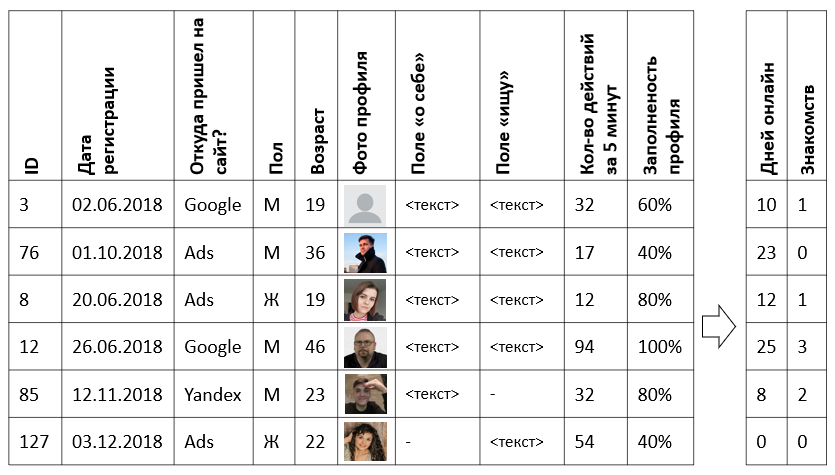 ID
Дата регистрации
Откуда пришел на сайт?
Пол
Возраст
Фото профиля
Поле «о себе»
Поле «ищу»
Кол-во действий за 5 минут
Заполненость профиля
Дней онлайн
Знакомств
3 02.06.2018 Google М 19 <текст> <текст> 32 60% 10 1
76 01.10.2018 Ads М 36 <текст> <текст> 17 40% 23 0
8 20.06.2018 Ads Ж 19 <текст> <текст> 12 80% 12 1
12 26.06.2018 Google М 46 <текст> <текст> 94 100% 25 3
85 12.11.2018 Yandex М 23 <текст> - 32 80% 8 2
127 03.12.2018 Ads Ж 22 - <текст> 54 40% 0 0